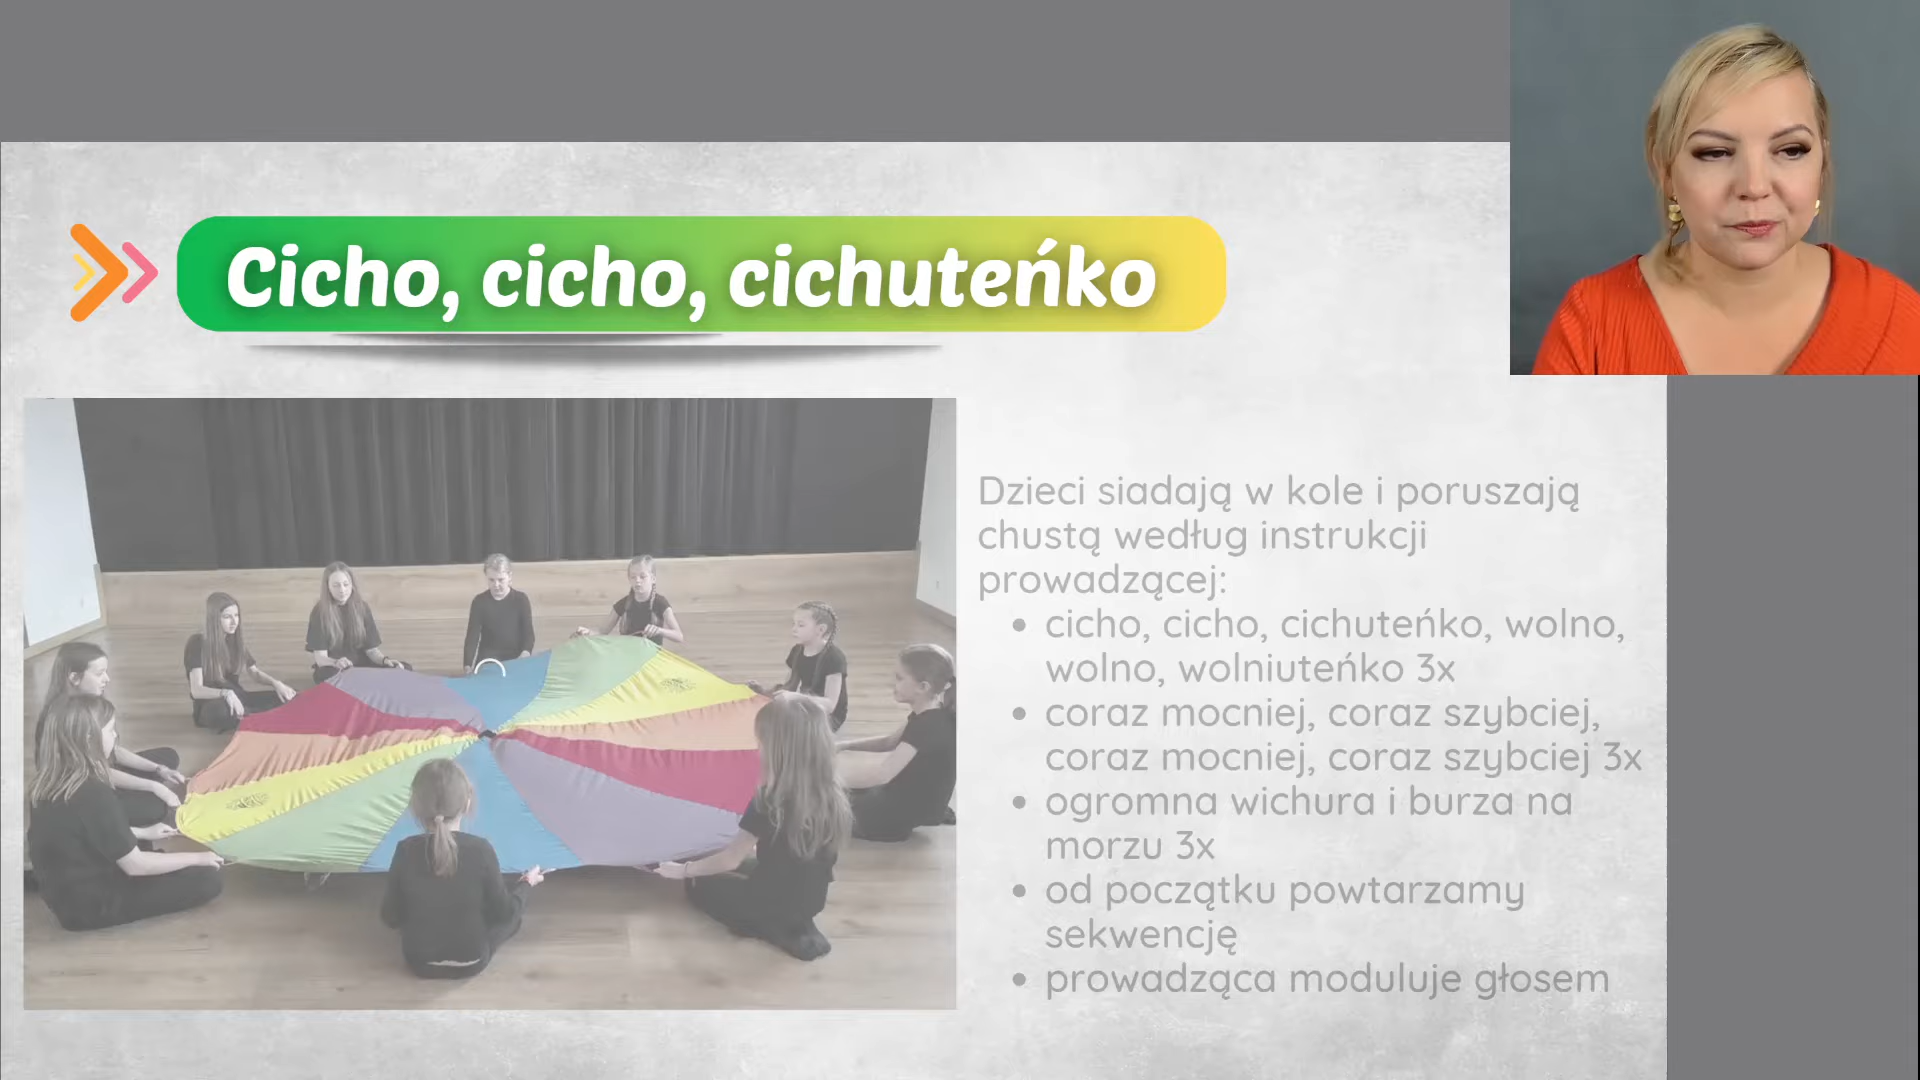 Cicho, cicho, cichuteńko
Dzieci siadają w kole i poruszają
chustą według instrukcji
prowadzącej:
• cicho, cicho, cichuteńko, wolno,
wolno, wolniuteńko 3x
• coraz mocniej, coraz szybciej,
coraz mocniej, coraz szybciej 3x
• ogromna wichura i burza na
morzu 3x
• od początku powtarzamy
sekwencję
• prowadząca moduluje głosem